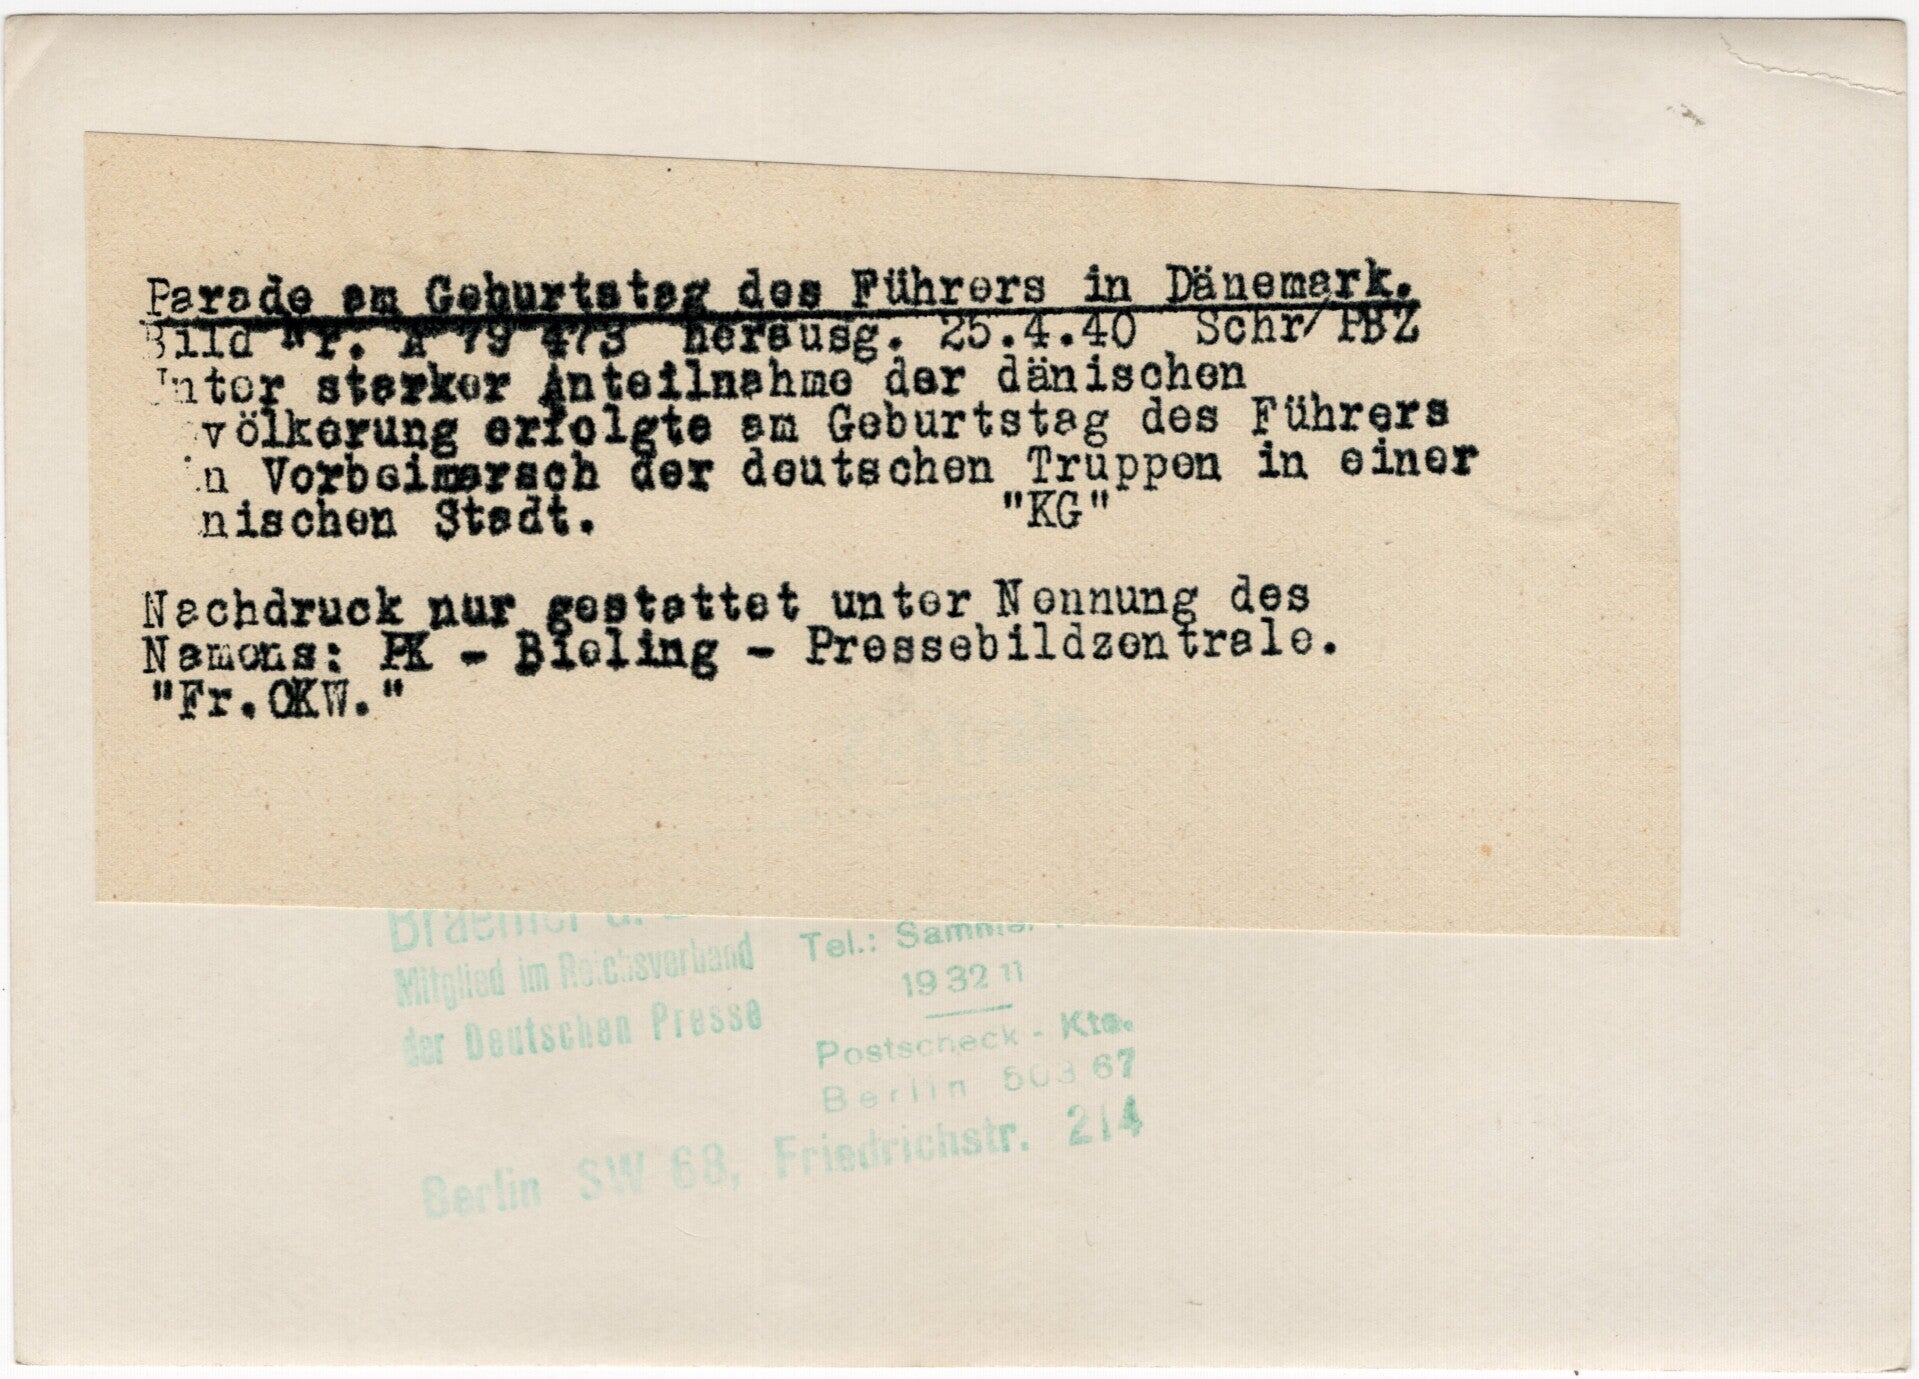 Parade am Geburtstag des Führers in Dänemark.
Bild Nr. A 79 473 herausg. 25.4.40 Schr/PBZ
Unter starker Anteilnahme der dänischen
völkerung erfolgte am Geburtstag des Führers
in Vorbeimarsch der deutschen Truppen in einer
nischen Stadt. "KG"
Nachdruck nur gestattet unter Nennung des
Namens: PK - Bieling - Pressebildzentrale.
"Fr.OKW."
Braemer u.
Mitglied im Reichsverband
der Deutschen Presse
Tel.: Sammel
19 32 11
Postscheck - Kto.
Berlin 503 67
Berlin SW 68, Friedrichstr. 214